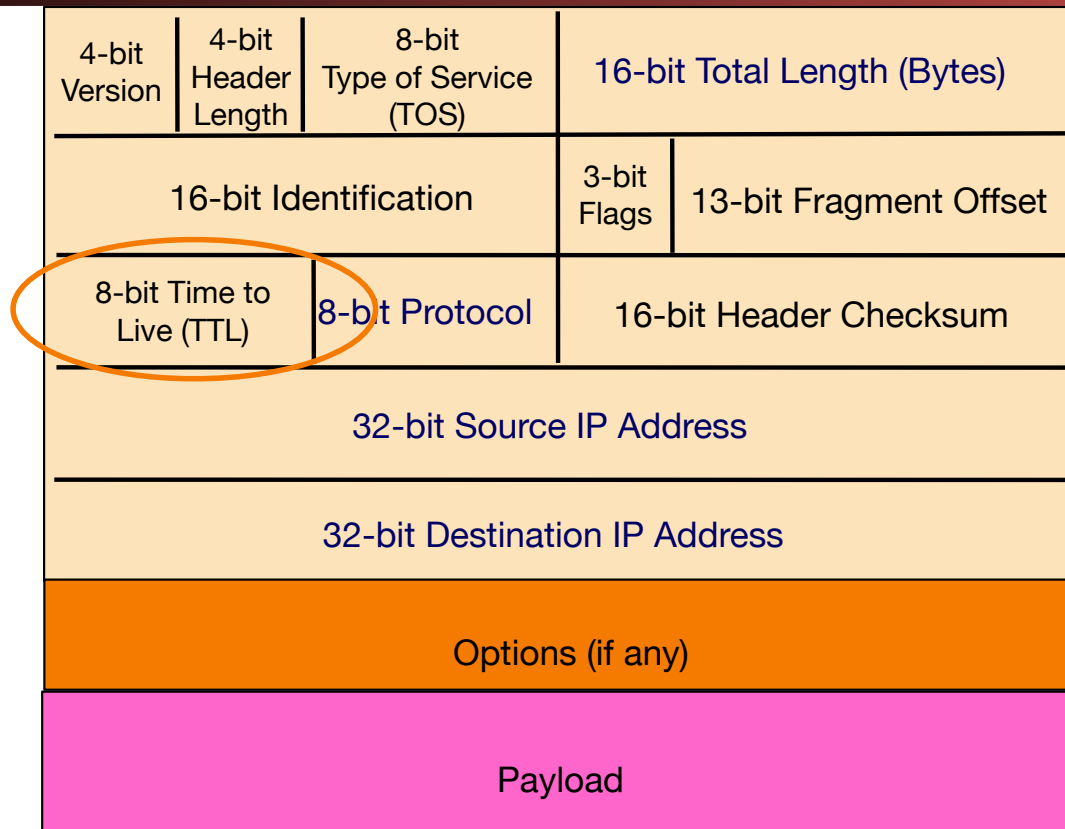 4-bit
Version
4-bit
Header
Length
8-bit
Type of Service
(TOS)
16-bit Total Length (Bytes)
16-bit Identification
3-bit
Flags
13-bit Fragment Offset
8-bit Time to
Live (TTL)
8-bit Protocol
16-bit Header Checksum
32-bit Source IP Address
32-bit Destination IP Address
Options (if any)
Payload